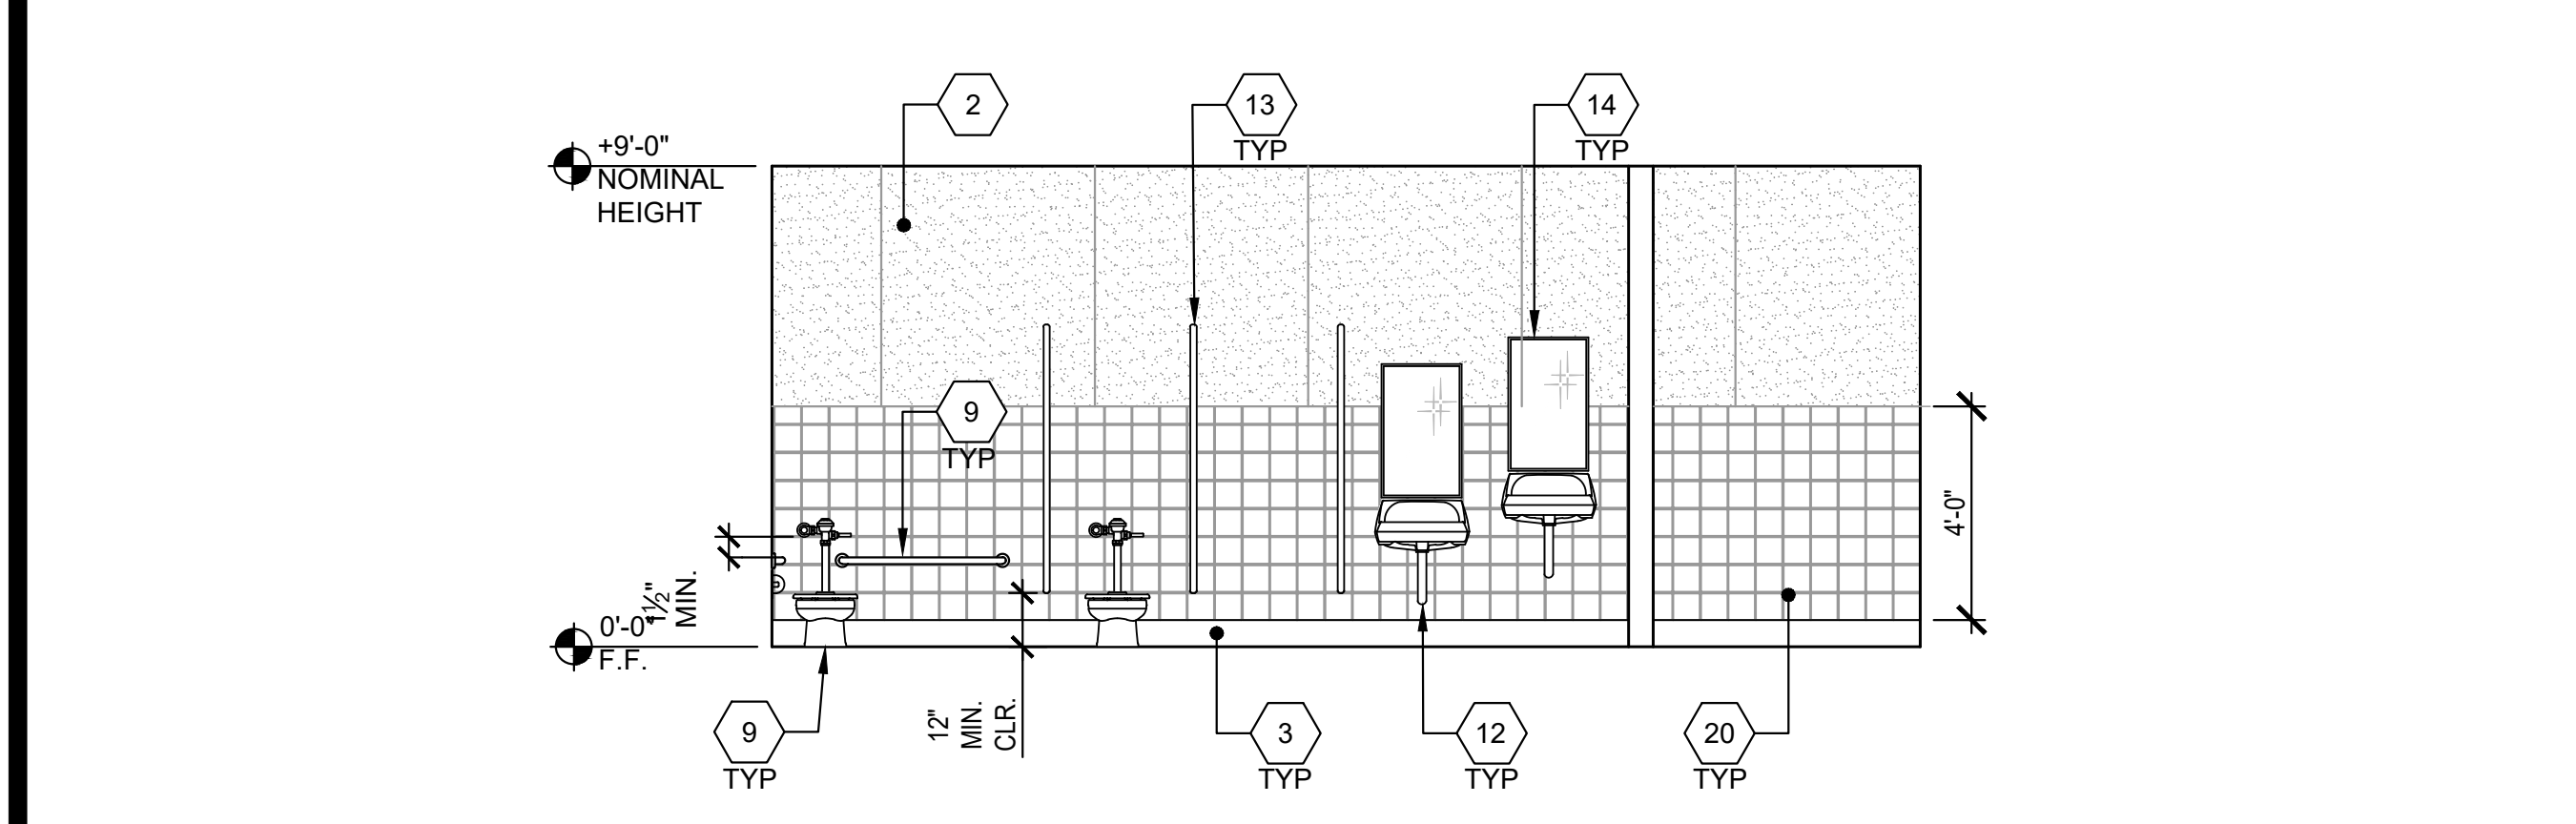 2
13
TYP
14
TYP
+9'-0"
NOMINAL
HEIGHT
9
TYP
4'-0"
1½"
MIN.
0'-0"
F.F.
12"
MIN.
CLR.
9
TYP
3
TYP
12
TYP
20
TYP